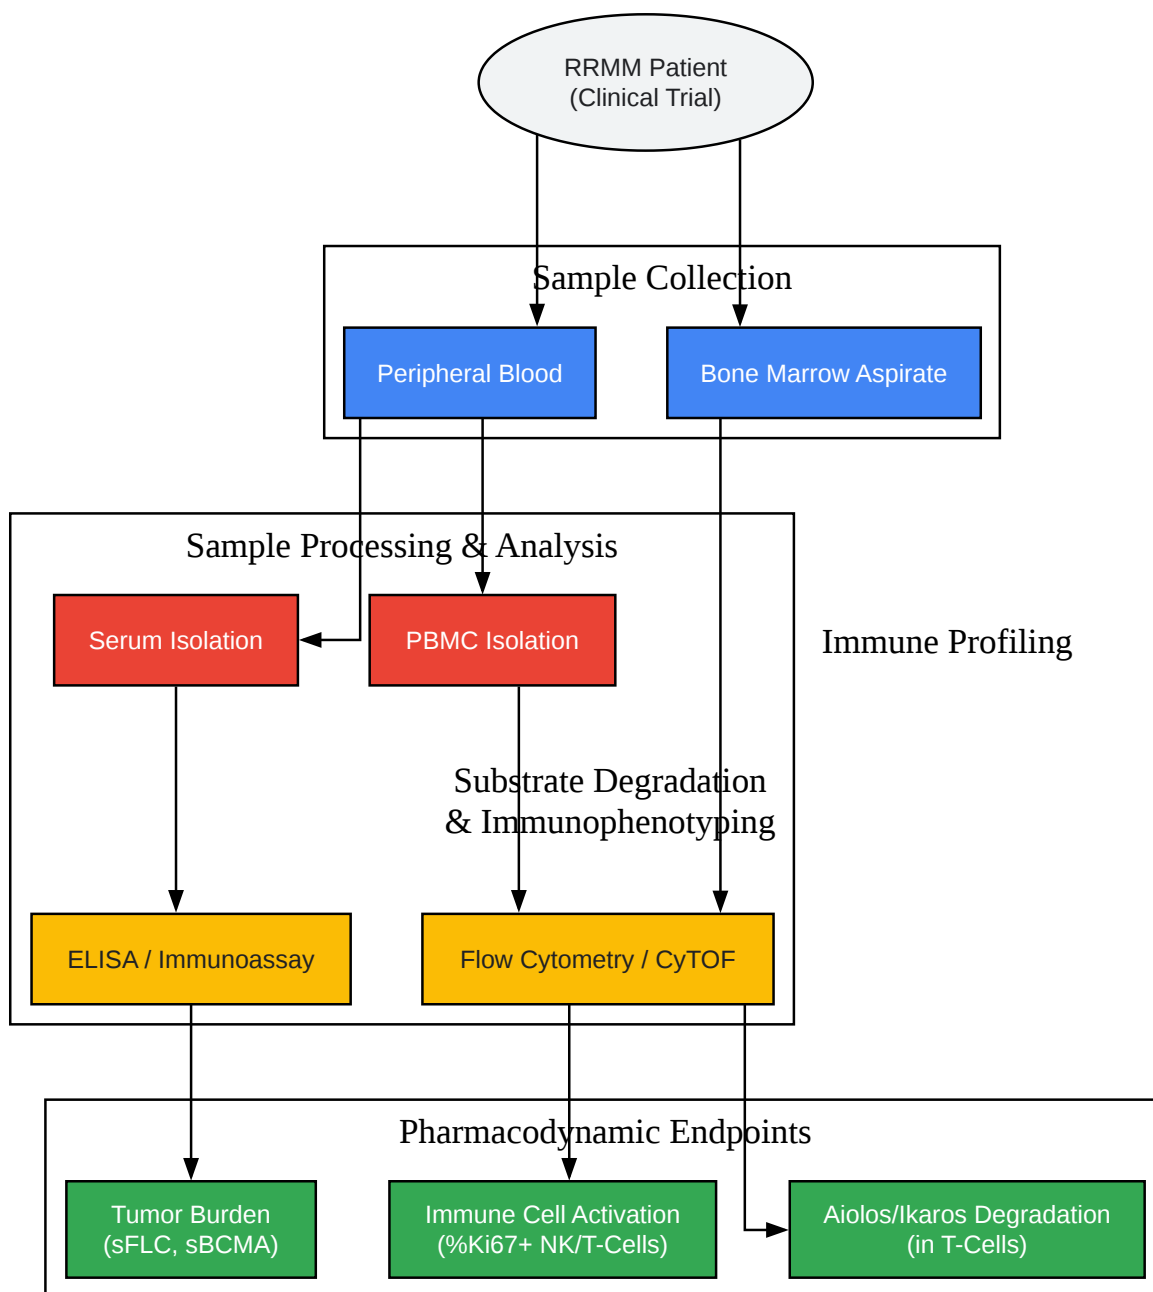 RRMM Patient
(Clinical Trial)
Sample Collection
Peripheral Blood
Bone Marrow Aspirate
Sample Processing & Analysis
Serum Isolation
PBMC Isolation
Immune Profiling
Substrate Degradation
& Immunophenotyping
ELISA / Immunoassay
Flow Cytometry / CyTOF
Pharmacodynamic Endpoints
Tumor Burden
(sFLC, sBCMA)
Immune Cell Activation
(%Ki67+ NK/T-Cells)
Aiolos/Ikaros Degradation
(in T-Cells)